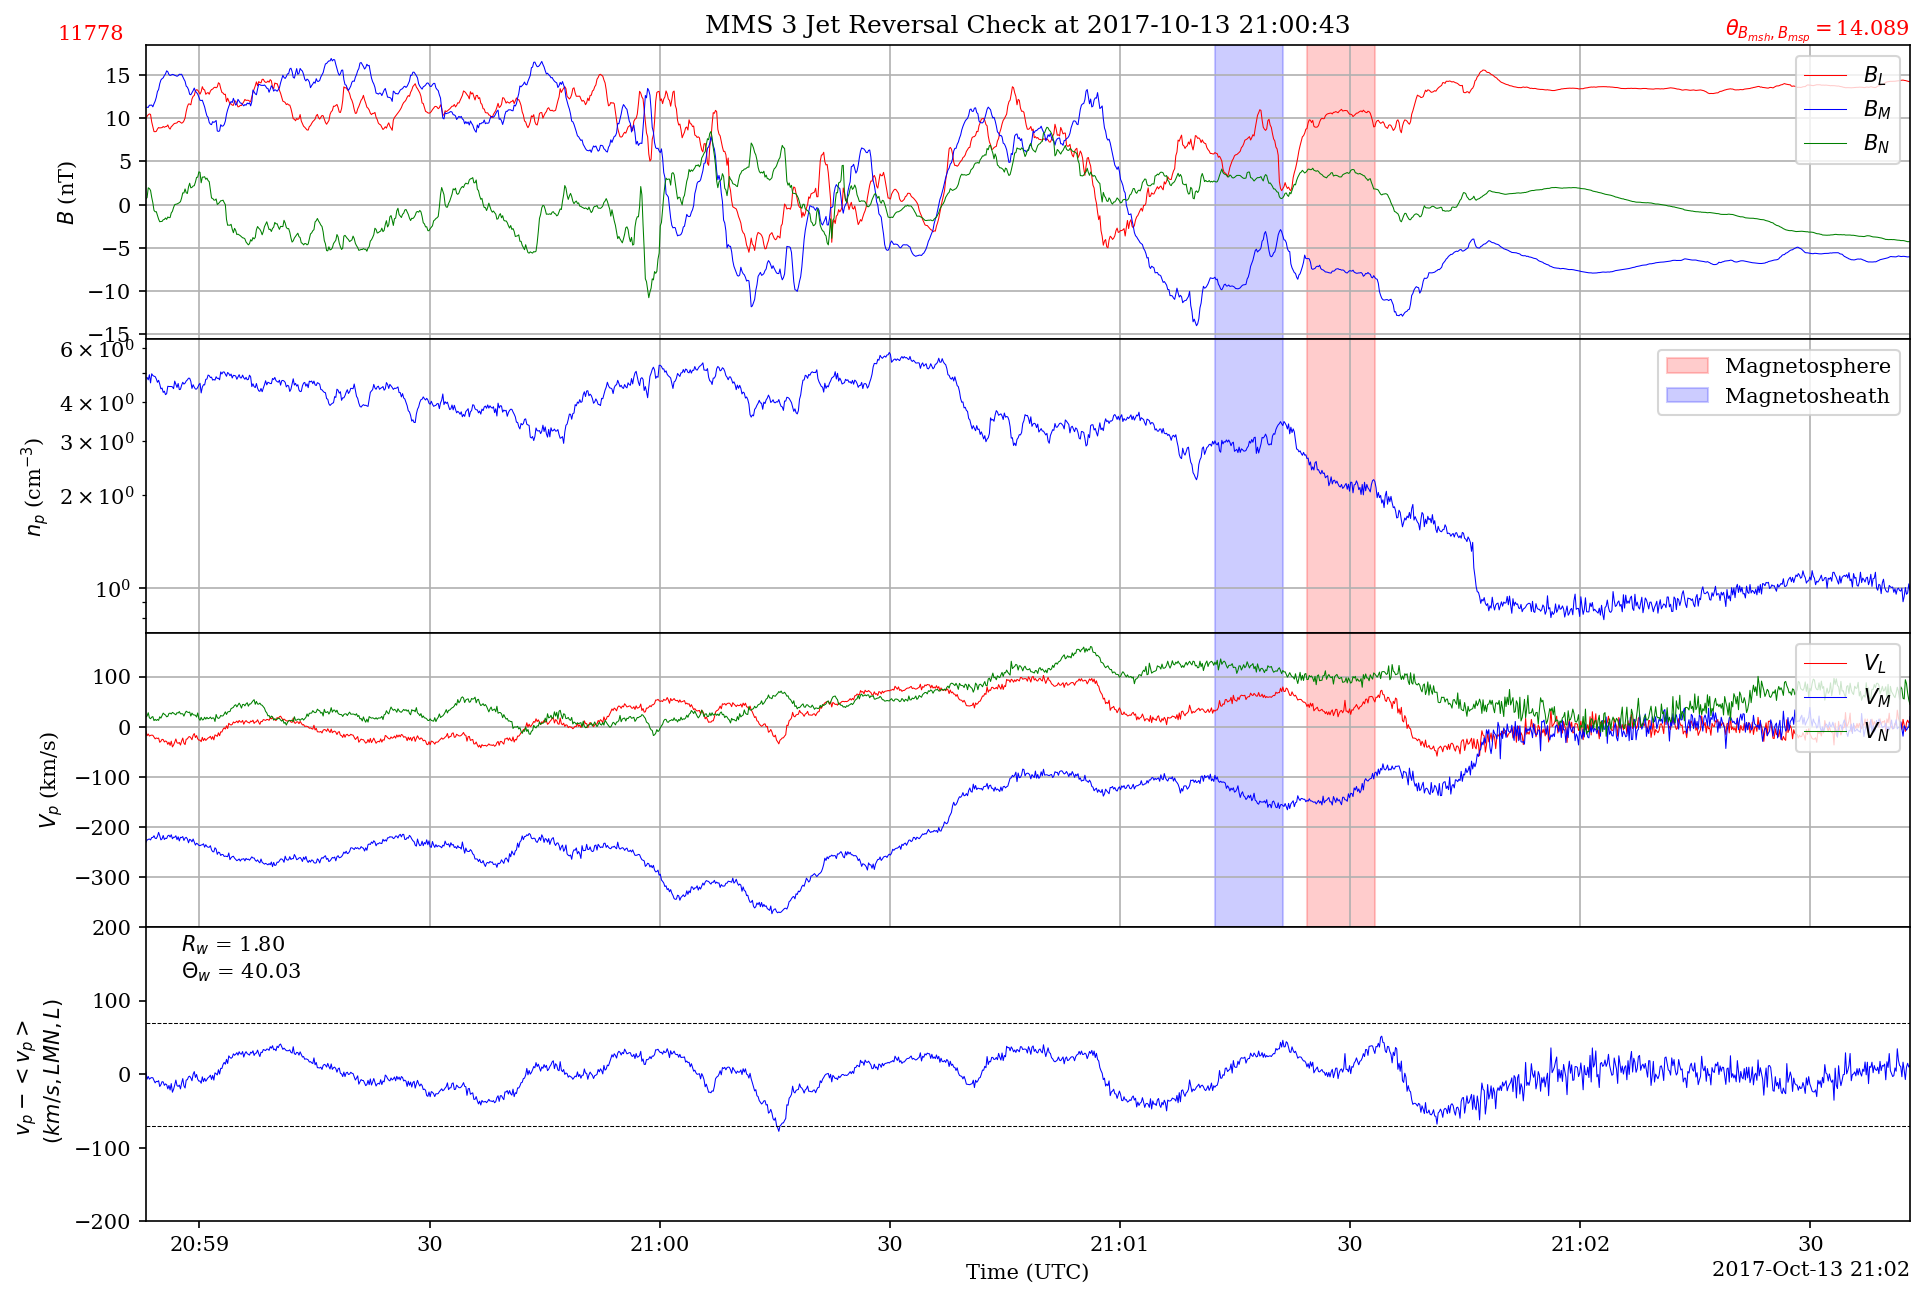 MMS 3 Jet Reversal Check at 2017-10-13 21:00:43
11778
θ_{B_{msh}, B_{msp}} = 14.089
15
10
5
0
−5
−10
−15
B (nT)
B_L
B_M
B_N
6 × 10⁰
4 × 10⁰
3 × 10⁰
2 × 10⁰
10⁰
n_p (cm⁻³)
Magnetosphere
Magnetosheath
100
0
−100
−200
−300
V_p (km/s)
V_L
V_M
V_N
200
100
0
−100
−200
v_p − <v_p>
(km/s, LMN, L)
R_w = 1.80
Θ_w = 40.03
20:59 30 21:00 30 21:01 30 21:02 30
Time (UTC)
2017-Oct-13 21:02